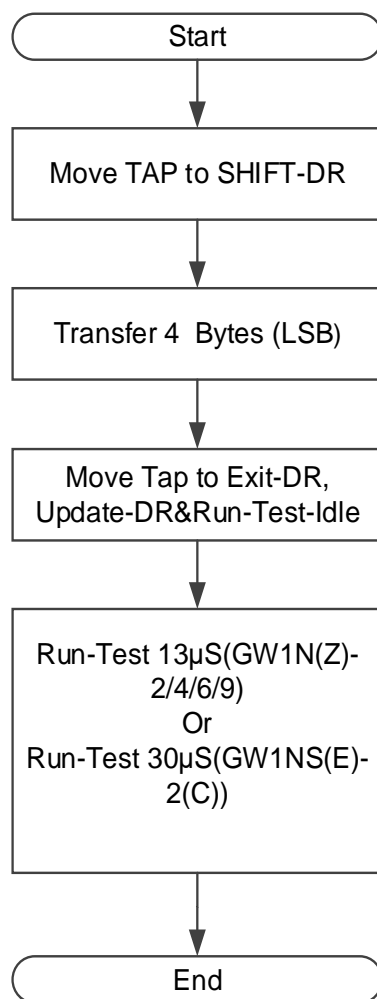 Start
Move TAP to SHIFT-DR
Transfer 4 Bytes (LSB)
Move Tap to Exit-DR,
Update-DR&Run-Test-Idle
Run-Test 13µS(GW1N(Z)-
2/4/6/9)
Or
Run-Test 30µS(GW1NS(E)-
2(C))
End